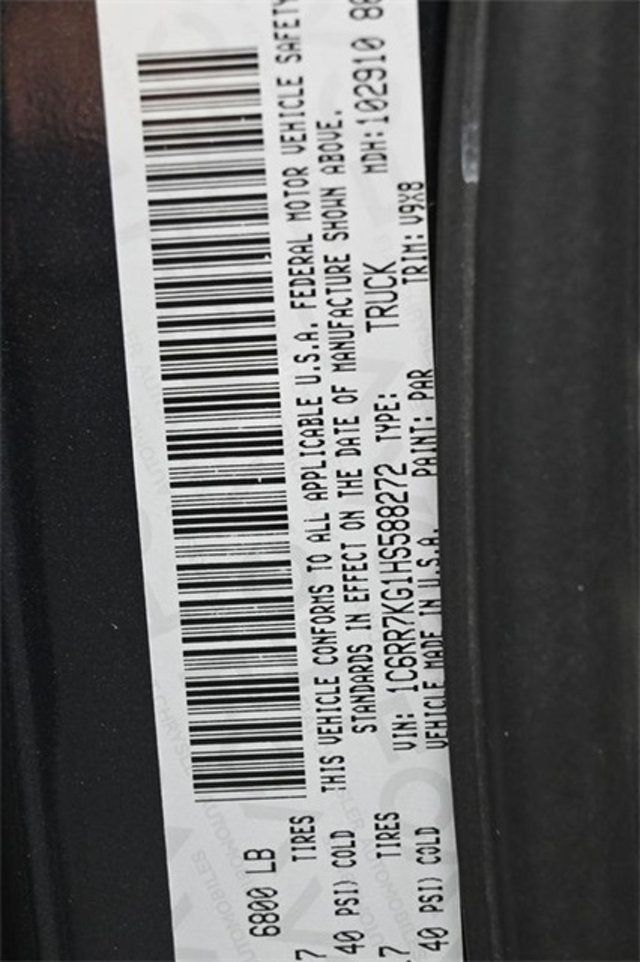 6800 LB
7 TIRES THIS VEHICLE CONFORMS TO ALL APPLICABLE U.S.A. FEDERAL MOTOR VEHICLE SAFETY
40 PSI) COLD STANDARDS IN EFFECT ON THE DATE OF MANUFACTURE SHOWN ABOVE.
.7 TIRES VIN: 1C6RR7KG1HS588272 TYPE: TRUCK MDH:102910
40 PSI) COLD VEHICLE MADE IN U.S.A. PAINT: PAR TRIM: V9X8